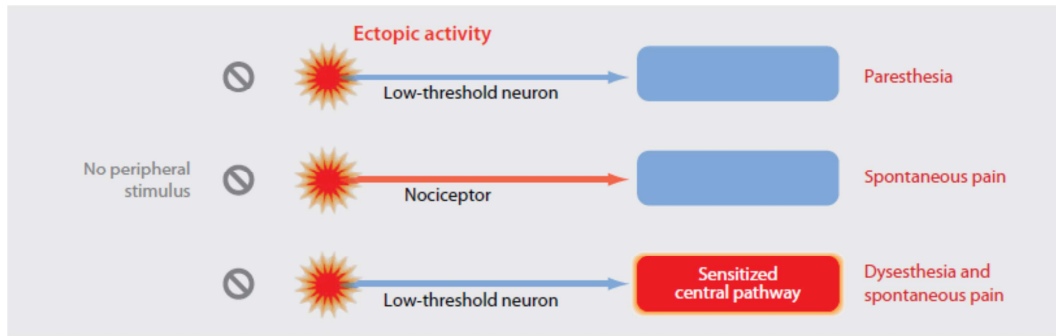 Ectopic activity
Low-threshold neuron
Paresthesia
No peripheral
stimulus
Nociceptor
Spontaneous pain
Low-threshold neuron
Sensitized
central pathway
Dysesthesia and
spontaneous pain